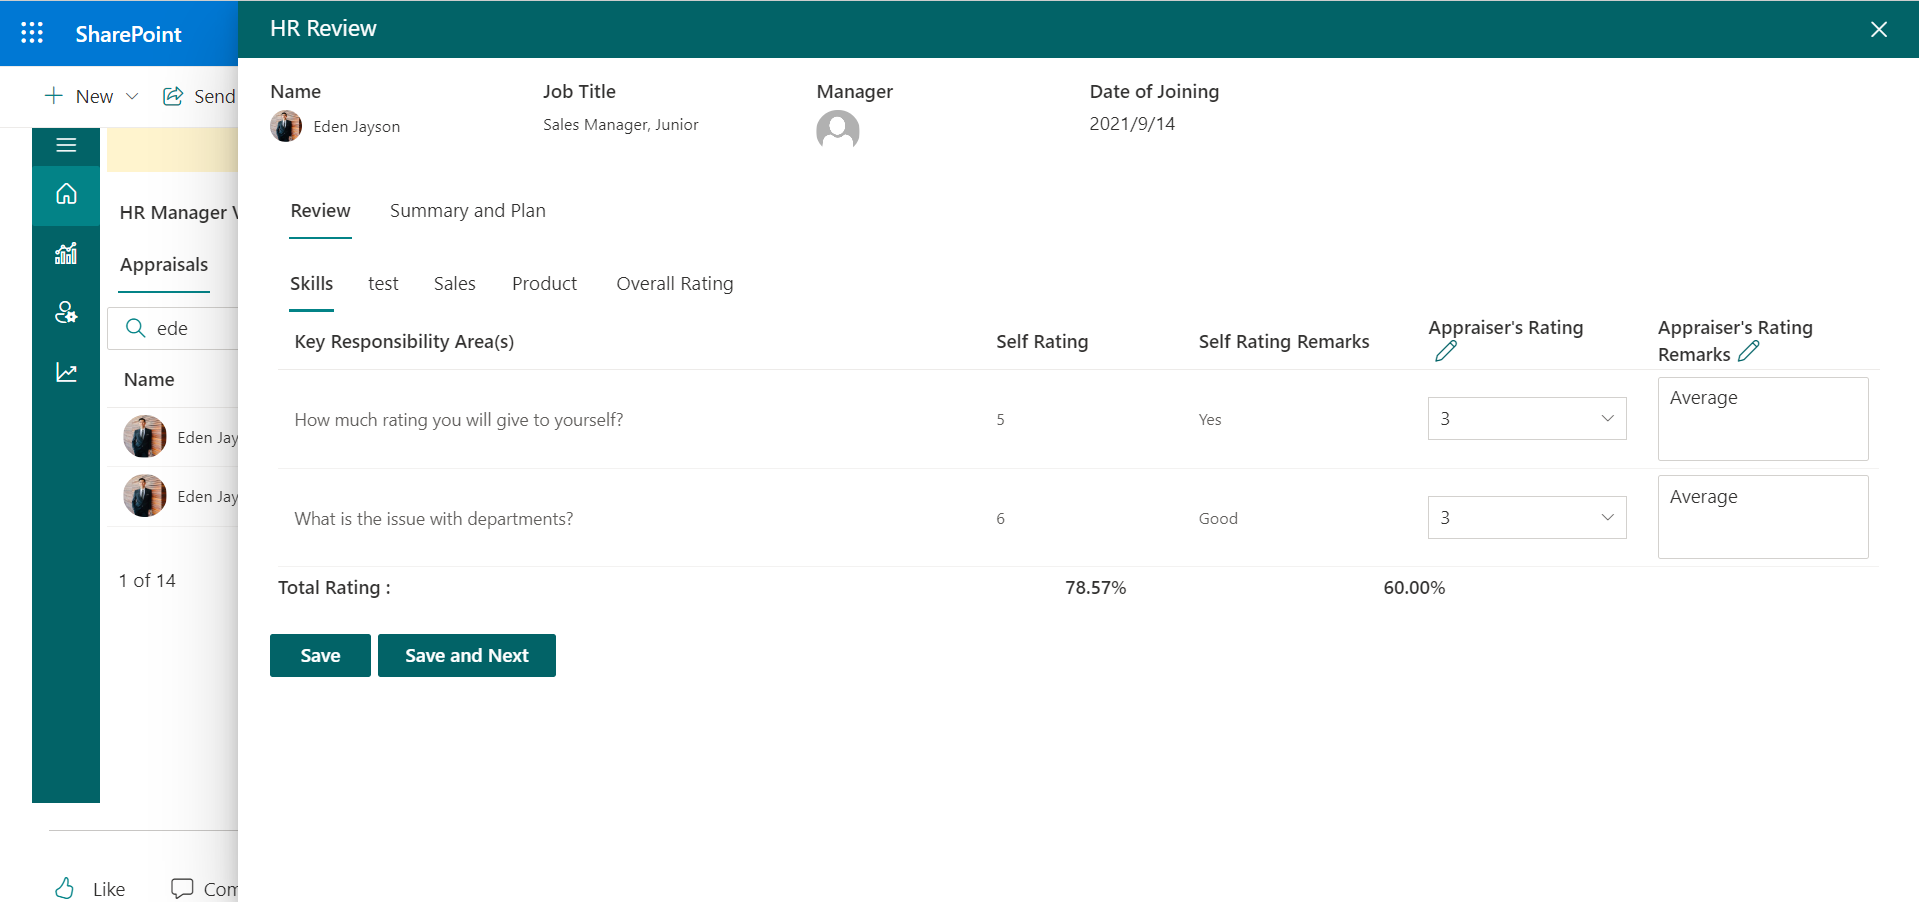 SharePoint
HR Review
New
Send
Name
Eden Jayson
Job Title
Sales Manager, Junior
Manager
Date of Joining
2021/9/14
HR Manager
Appraisals
ede
Name
Eden Jay
Eden Jay
1 of 14
Like
Com
Review
Summary and Plan
Skills
test
Sales
Product
Overall Rating
Key Responsibility Area(s)
Self Rating
Self Rating Remarks
Appraiser's Rating
Appraiser's Rating
Remarks
How much rating you will give to yourself?
5
Yes
3
Average
What is the issue with departments?
6
Good
3
Average
Total Rating :
78.57%
60.00%
Save
Save and Next